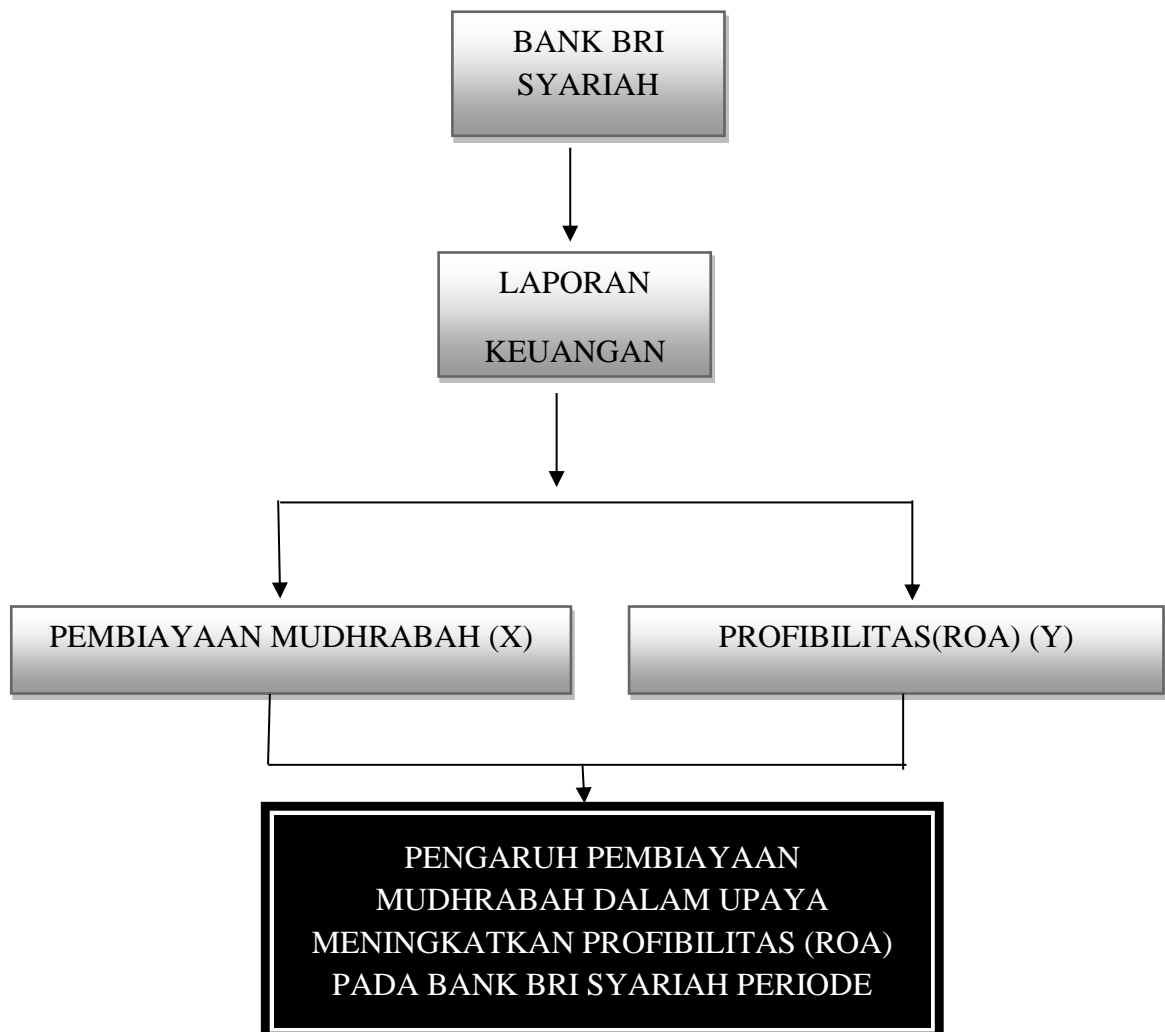 BANK BRI
SYARIAH
LAPORAN
KEUANGAN
PEMBIAYAAN MUDHRABAH (X)
PROFIBILITAS(ROA) (Y)
PENGARUH PEMBIAYAAN
MUDHRABAH DALAM UPAYA
MENINGKATKAN PROFIBILITAS (ROA)
PADA BANK BRI SYARIAH PERIODE